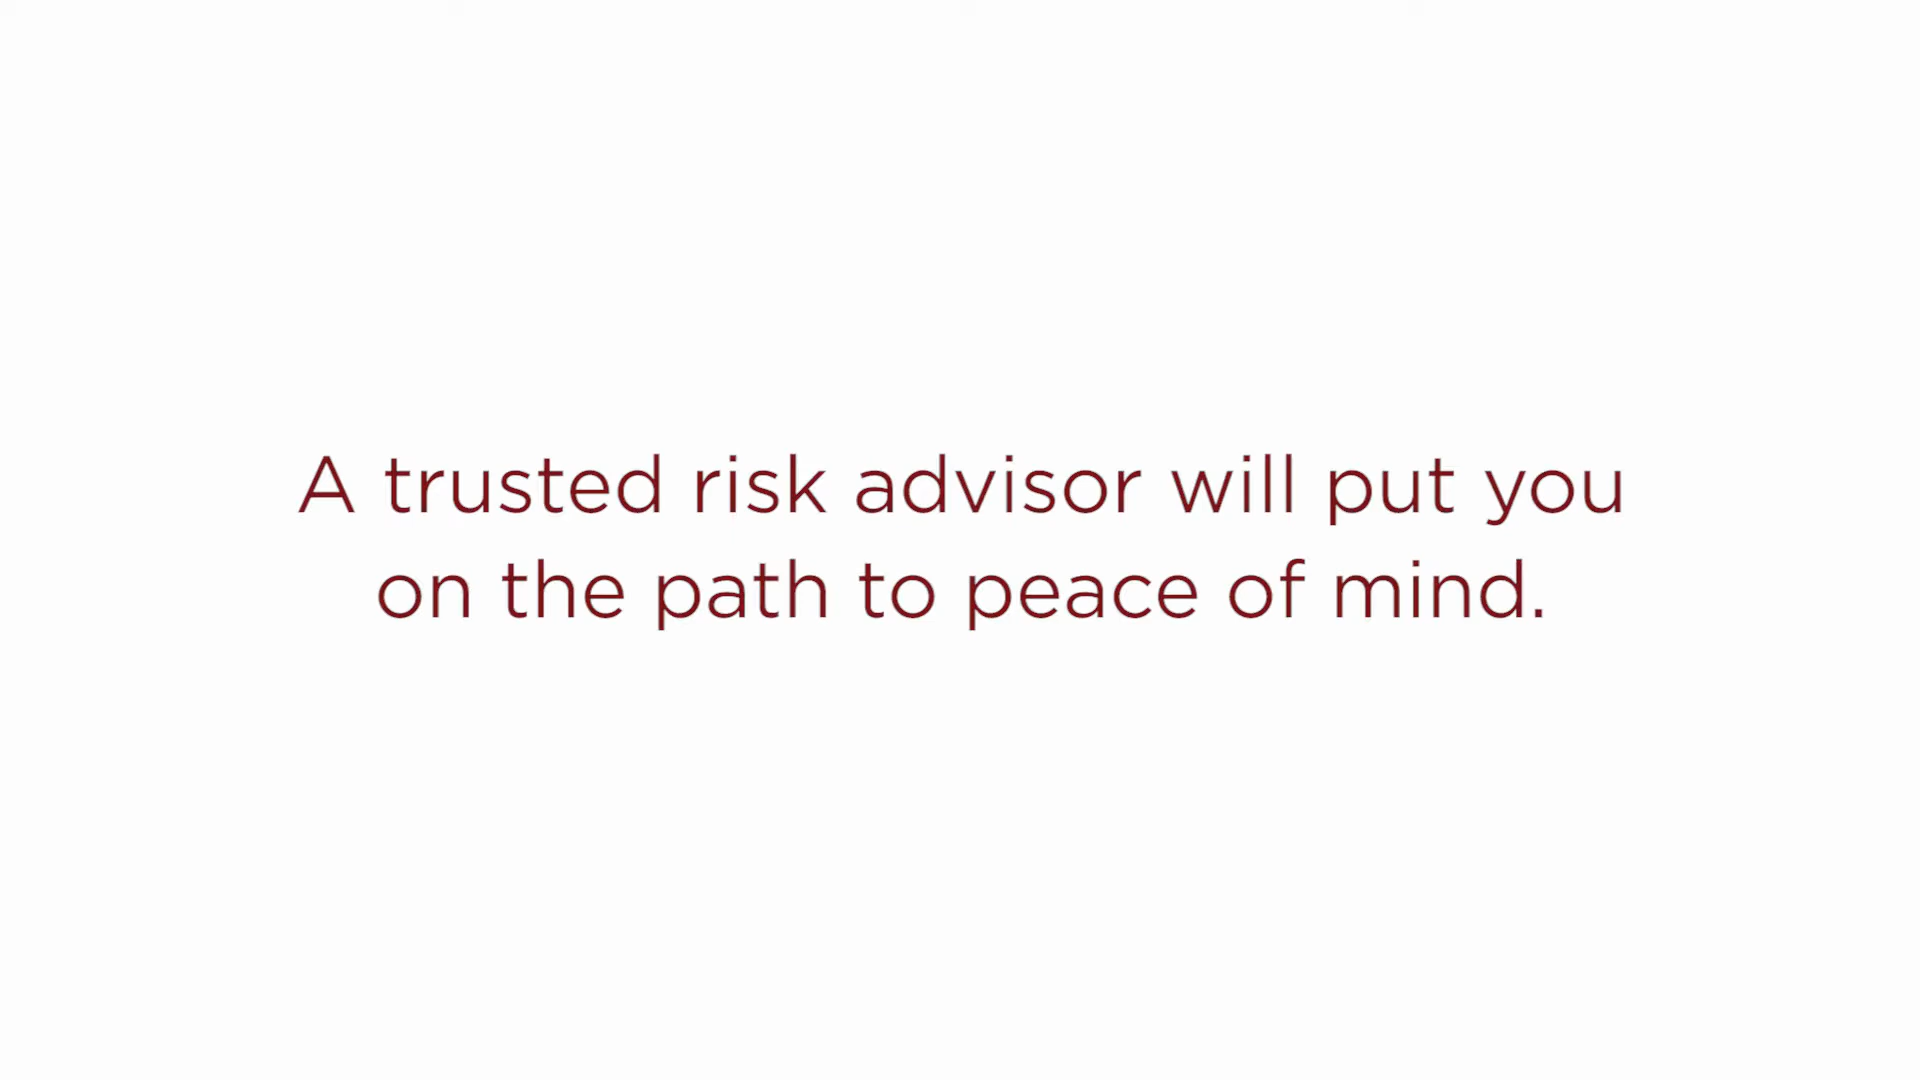 A trusted risk advisor will put you
on the path to peace of mind.